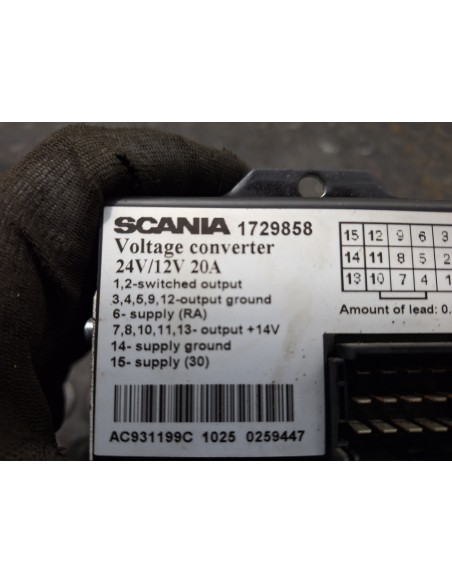 SCANIA 1729858
Voltage converter
24V/12V 20A
1,2-switched output
3,4,5,9,12-output ground
6- supply (RA)
7,8,10,11,13- output +14V
14- supply ground
15- supply (30)
AC931199C 1025 0259447
15 12 9 6 3
14 11 8 5 2
13 10 7 4 1
Amount of lead: 0.